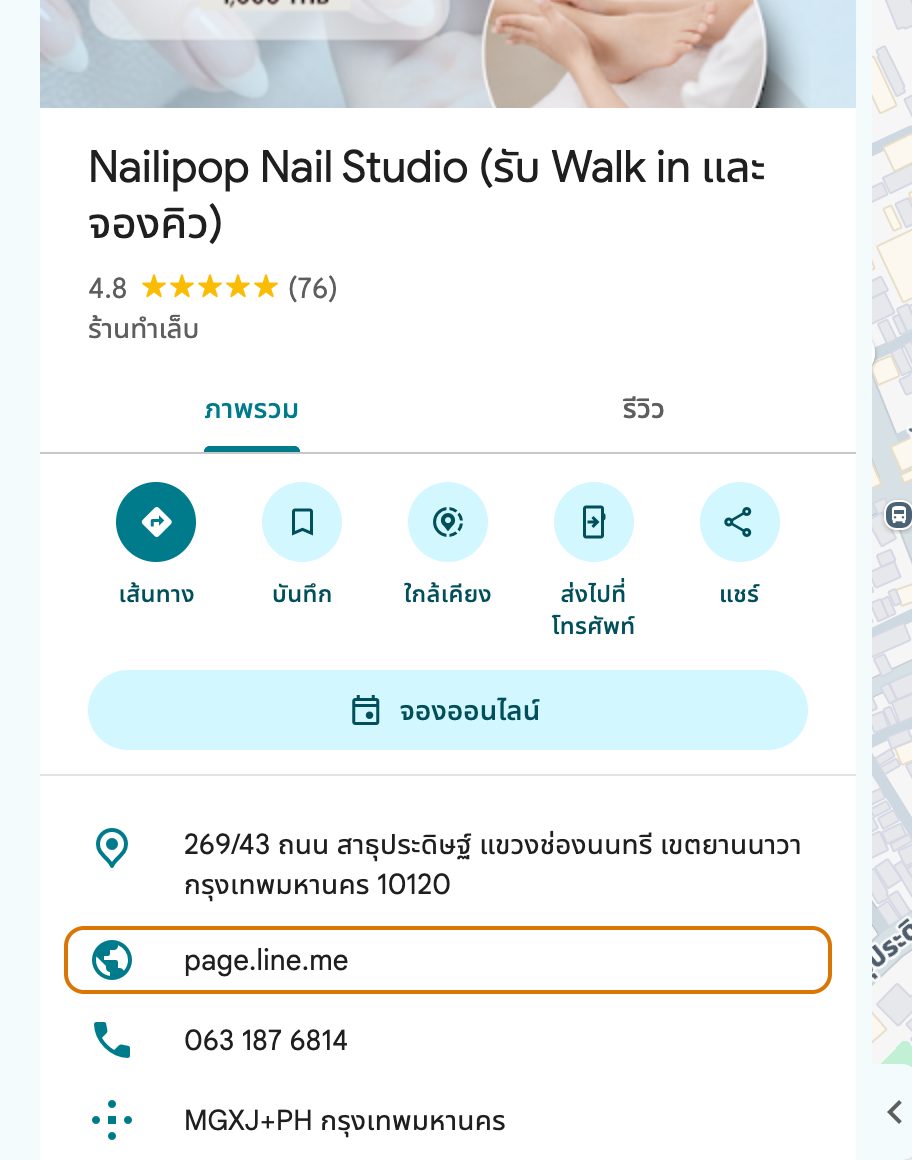 1,000 THB
Nailipop Nail Studio (รับ Walk in และ
จองคิว)
4.8 ★★★★★ (76)
ร้านทำเล็บ
ภาพรวม รีวิว
เส้นทาง บันทึก ใกล้เคียง ส่งไปที่ แชร์
โทรศัพท์
จองออนไลน์
269/43 ถนน สาธุประดิษฐ์ แขวงช่องนนทรี เขตยานนาวา
กรุงเทพมหานคร 10120
page.line.me
063 187 6814
MGXJ+PH กรุงเทพมหานคร